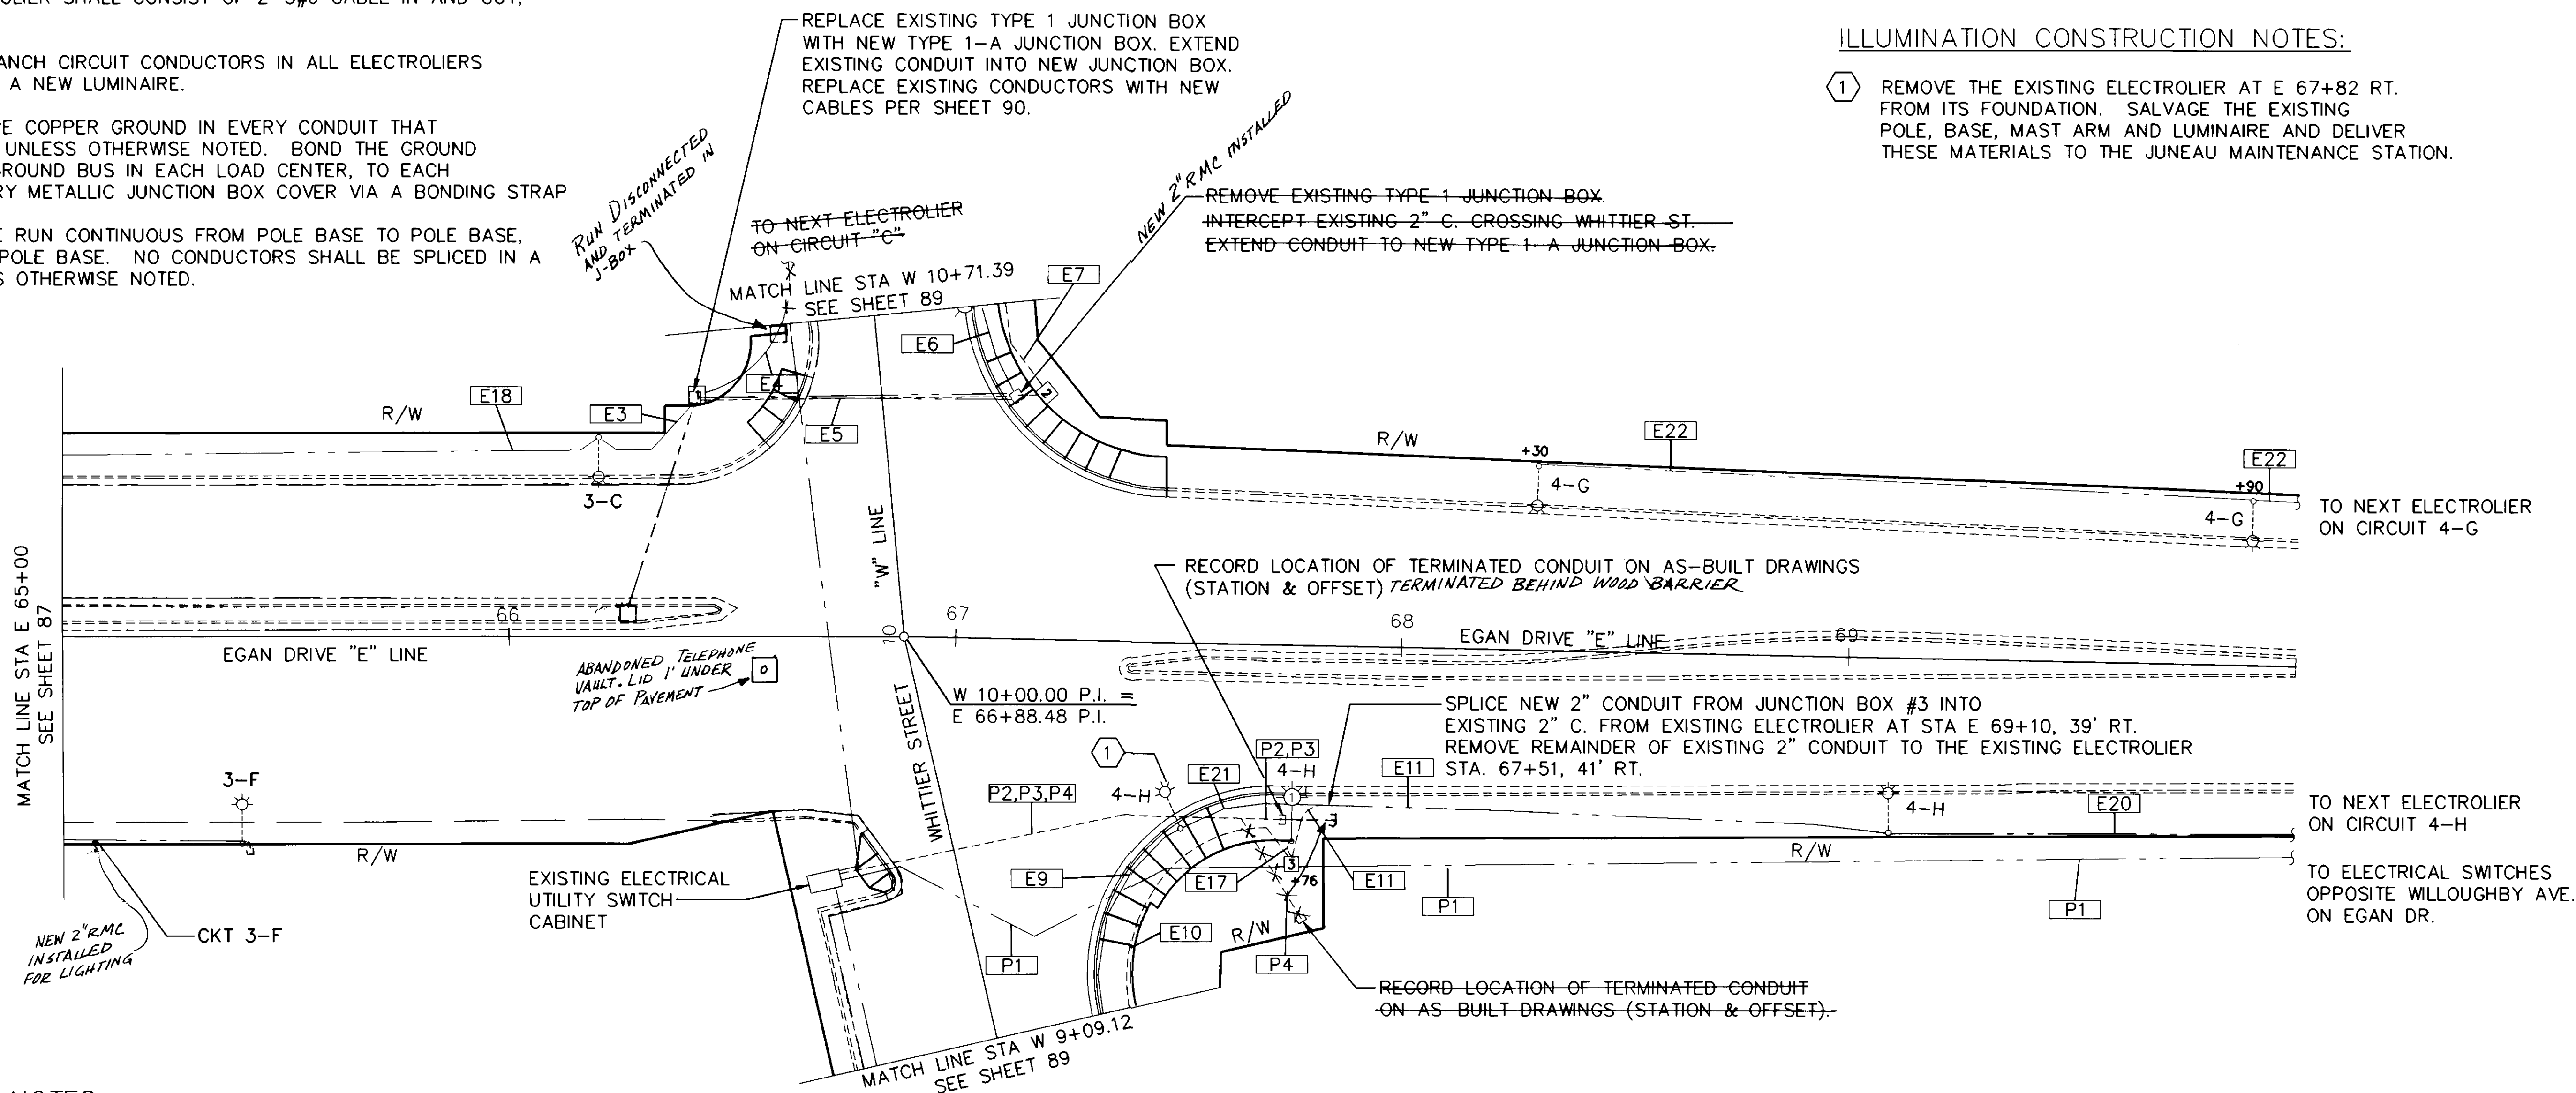 OLIER SHALL CONSIST OF 2-3#8 CABLE IN AND OUT,
ANCH CIRCUIT CONDUCTORS IN ALL ELECTROLIERS
A NEW LUMINAIRE.
RE COPPER GROUND IN EVERY CONDUIT THAT
UNLESS OTHERWISE NOTED. BOND THE GROUND
GROUND BUS IN EACH LOAD CENTER, TO EACH
RY METALLIC JUNCTION BOX COVER VIA A BONDING STRAP
E RUN CONTINUOUS FROM POLE BASE TO POLE BASE,
POLE BASE. NO CONDUCTORS SHALL BE SPLICED IN A
S OTHERWISE NOTED.
REPLACE EXISTING TYPE 1 JUNCTION BOX
WITH NEW TYPE 1-A JUNCTION BOX. EXTEND
EXISTING CONDUIT INTO NEW JUNCTION BOX.
REPLACE EXISTING CONDUCTORS WITH NEW
CABLES PER SHEET 90.
ILLUMINATION CONSTRUCTION NOTES:
1 REMOVE THE EXISTING ELECTROLIER AT E 67+82 RT.
FROM ITS FOUNDATION. SALVAGE THE EXISTING
POLE, BASE, MAST ARM AND LUMINAIRE AND DELIVER
THESE MATERIALS TO THE JUNEAU MAINTENANCE STATION.
RUN DISCONNECTED
AND TERMINATED IN
J-BOX
TO NEXT ELECTROLIER
ON CIRCUIT "C"
NEW 2" RMC INSTALLED
REMOVE EXISTING TYPE 1 JUNCTION BOX.
INTERCEPT EXISTING 2" C. CROSSING WHITTIER ST.
EXTEND CONDUIT TO NEW TYPE 1-A JUNCTION BOX.
MATCH LINE STA W 10+71.39
SEE SHEET 89
E7
E6
E4
1
2
E18
R/W
E3
E5
3-C
R/W
+30
E22
4-G
E22
+90
4-G
TO NEXT ELECTROLIER
ON CIRCUIT 4-G
"W" LINE
MATCH LINE STA E 65+00
SEE SHEET 87
RECORD LOCATION OF TERMINATED CONDUIT ON AS-BUILT DRAWINGS
(STATION & OFFSET) TERMINATED BEHIND WOOD BARRIER
66
10
67
68
69
EGAN DRIVE "E" LINE
EGAN DRIVE "E" LINE
ABANDONED TELEPHONE
VAULT. LID 1' UNDER
TOP OF PAVEMENT
W 10+00.00 P.I. =
E 66+88.48 P.I.
SPLICE NEW 2" CONDUIT FROM JUNCTION BOX #3 INTO
EXISTING 2" C. FROM EXISTING ELECTROLIER AT STA E 69+10, 39' RT.
REMOVE REMAINDER OF EXISTING 2" CONDUIT TO THE EXISTING ELECTROLIER
STA. 67+51, 41' RT.
WHITTIER STREET
1
P2,P3
E21
4-H
E11
3-F
P2,P3,P4
4-H
1
4-H
E20
TO NEXT ELECTROLIER
ON CIRCUIT 4-H
R/W
R/W
EXISTING ELECTRICAL
UTILITY SWITCH
CABINET
E9
E17
3
+76
E11
P1
P1
TO ELECTRICAL SWITCHES
OPPOSITE WILLOUGHBY AVE.
ON EGAN DR.
NEW 2" RMC
INSTALLED
FOR LIGHTING
CKT 3-F
E10
R/W
P1
P4
RECORD LOCATION OF TERMINATED CONDUIT
ON AS-BUILT DRAWINGS (STATION & OFFSET).
MATCH LINE STA W 9+09.12
SEE SHEET 89
NOTES